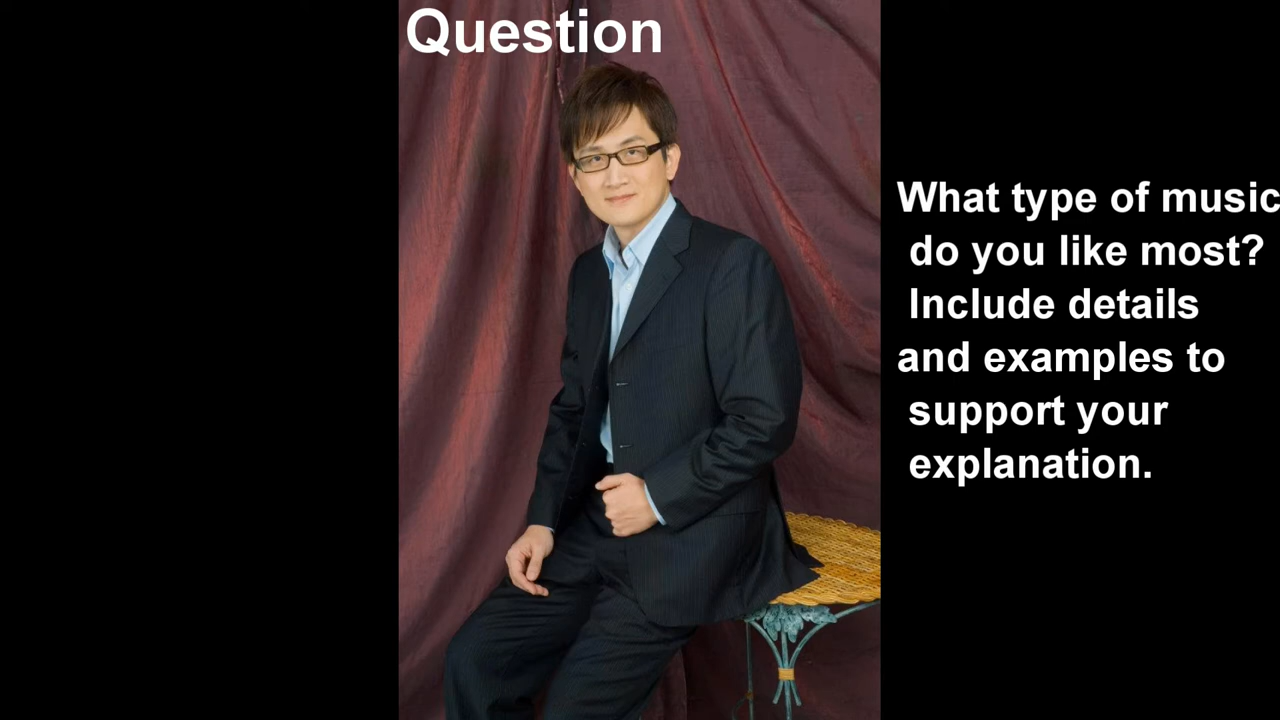 Question
What type of music
do you like most?
Include details
and examples to
support your
explanation.